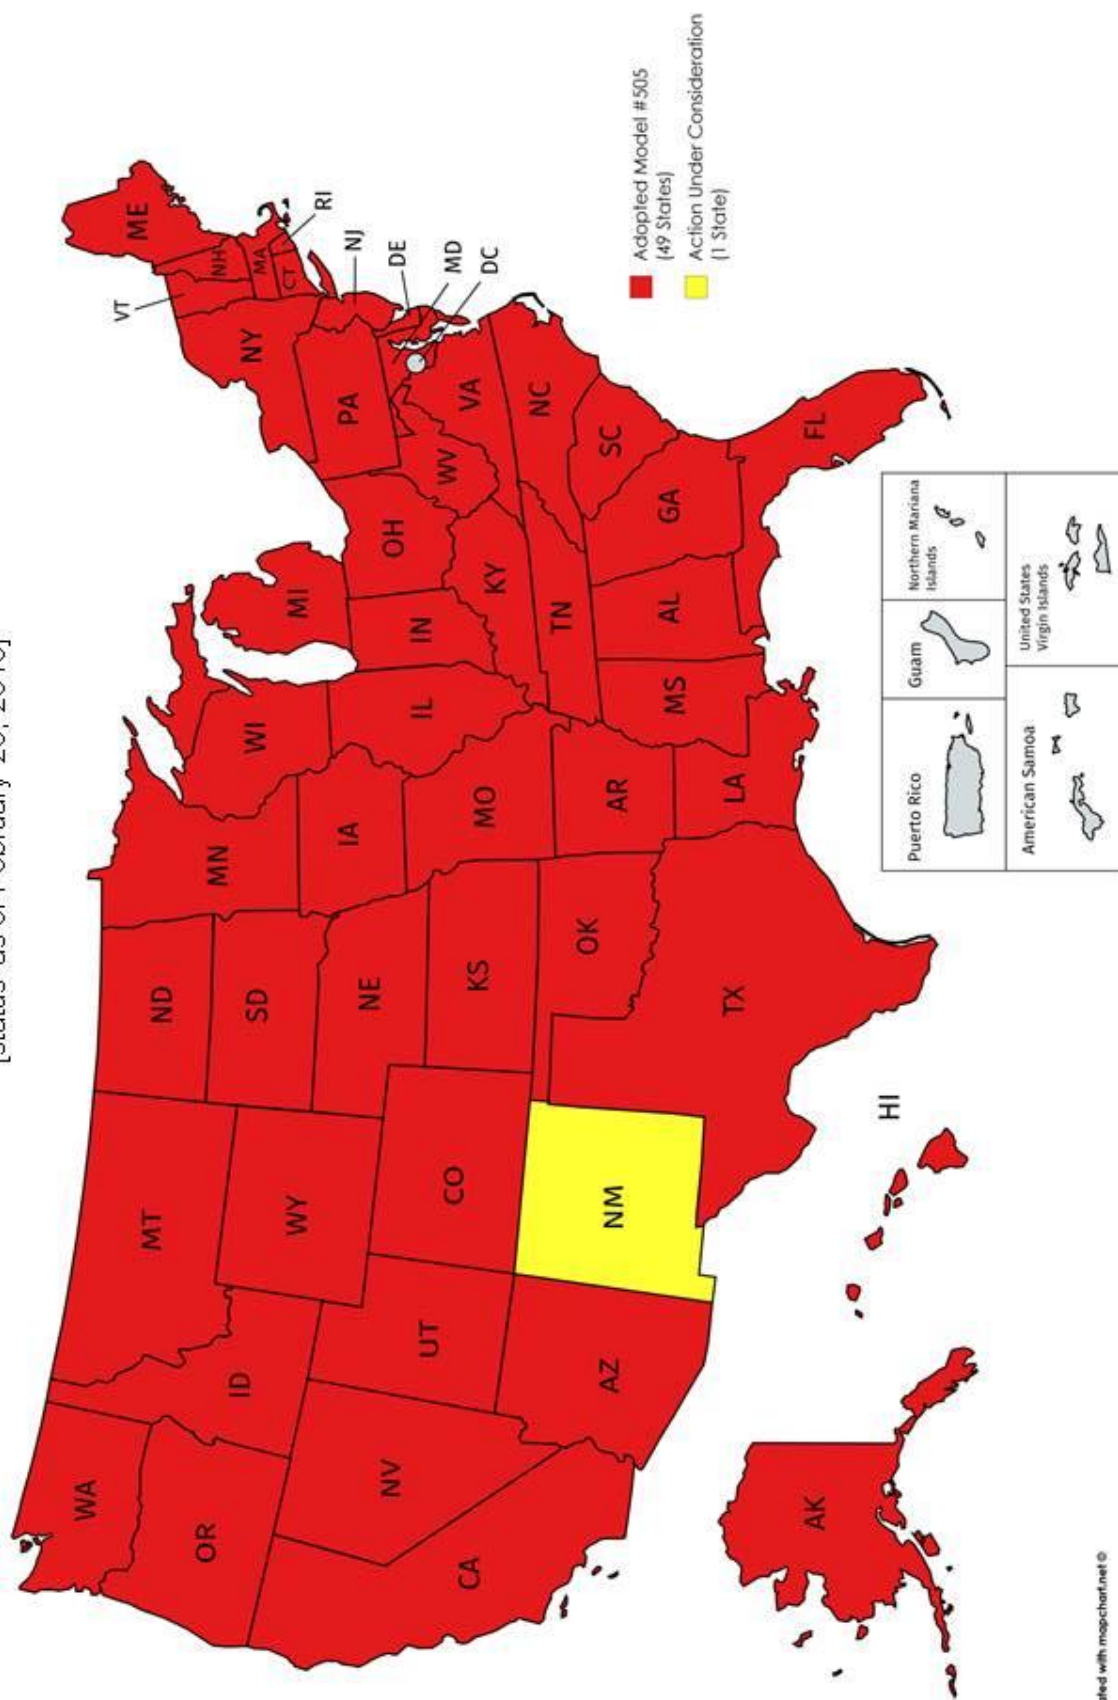 WA
OR
CA
NV
ID
MT
WY
UT
AZ
CO
NM
ND
SD
NE
KS
OK
TX
MN
IA
MO
AR
LA
WI
IL
MS
MI
IN
KY
TN
AL
OH
WV
GA
FL
SC
NC
VA
PA
NY
VT
NH
ME
MA
CT
RI
NJ
DE
MD
DC
AK
HI
Adopted Model #505
(49 States)
Action Under Consideration
(1 State)
Puerto Rico
Guam
Northern Mariana
Islands
American Samoa
United States
Virgin Islands
with mapchart.net ©